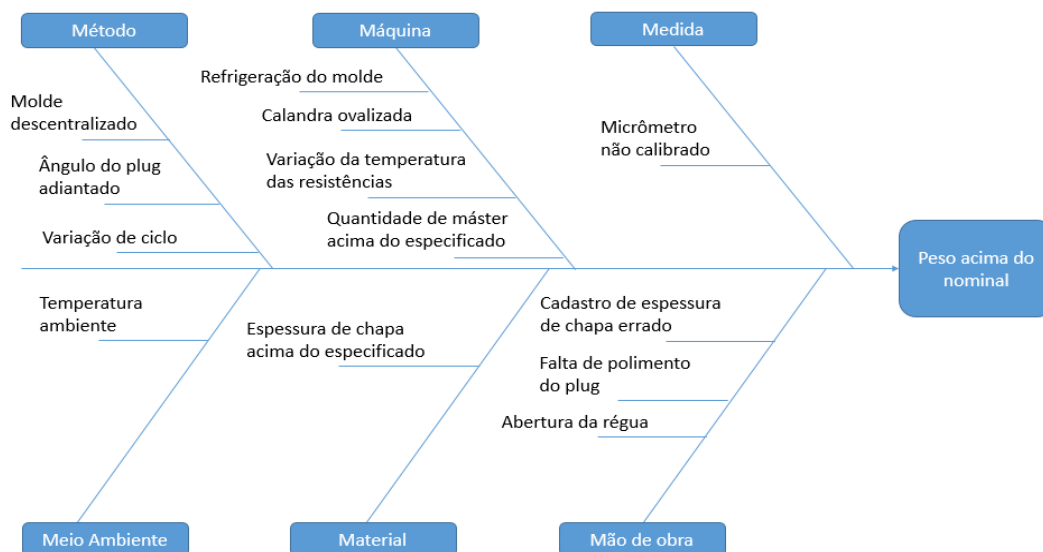 Método
Máquina
Medida
Refrigeração do molde
Molde
descentralizado
Calandra ovalizada
Micrômetro
não calibrado
Ângulo do plug
adiantado
Variação da temperatura
das resistências
Variação de ciclo
Quantidade de máster
acima do especificado
Peso acima do
nominal
Temperatura
ambiente
Espessura de chapa
acima do especificado
Cadastro de espessura
de chapa errado
Falta de polimento
do plug
Abertura da régua
Meio Ambiente
Material
Mão de obra